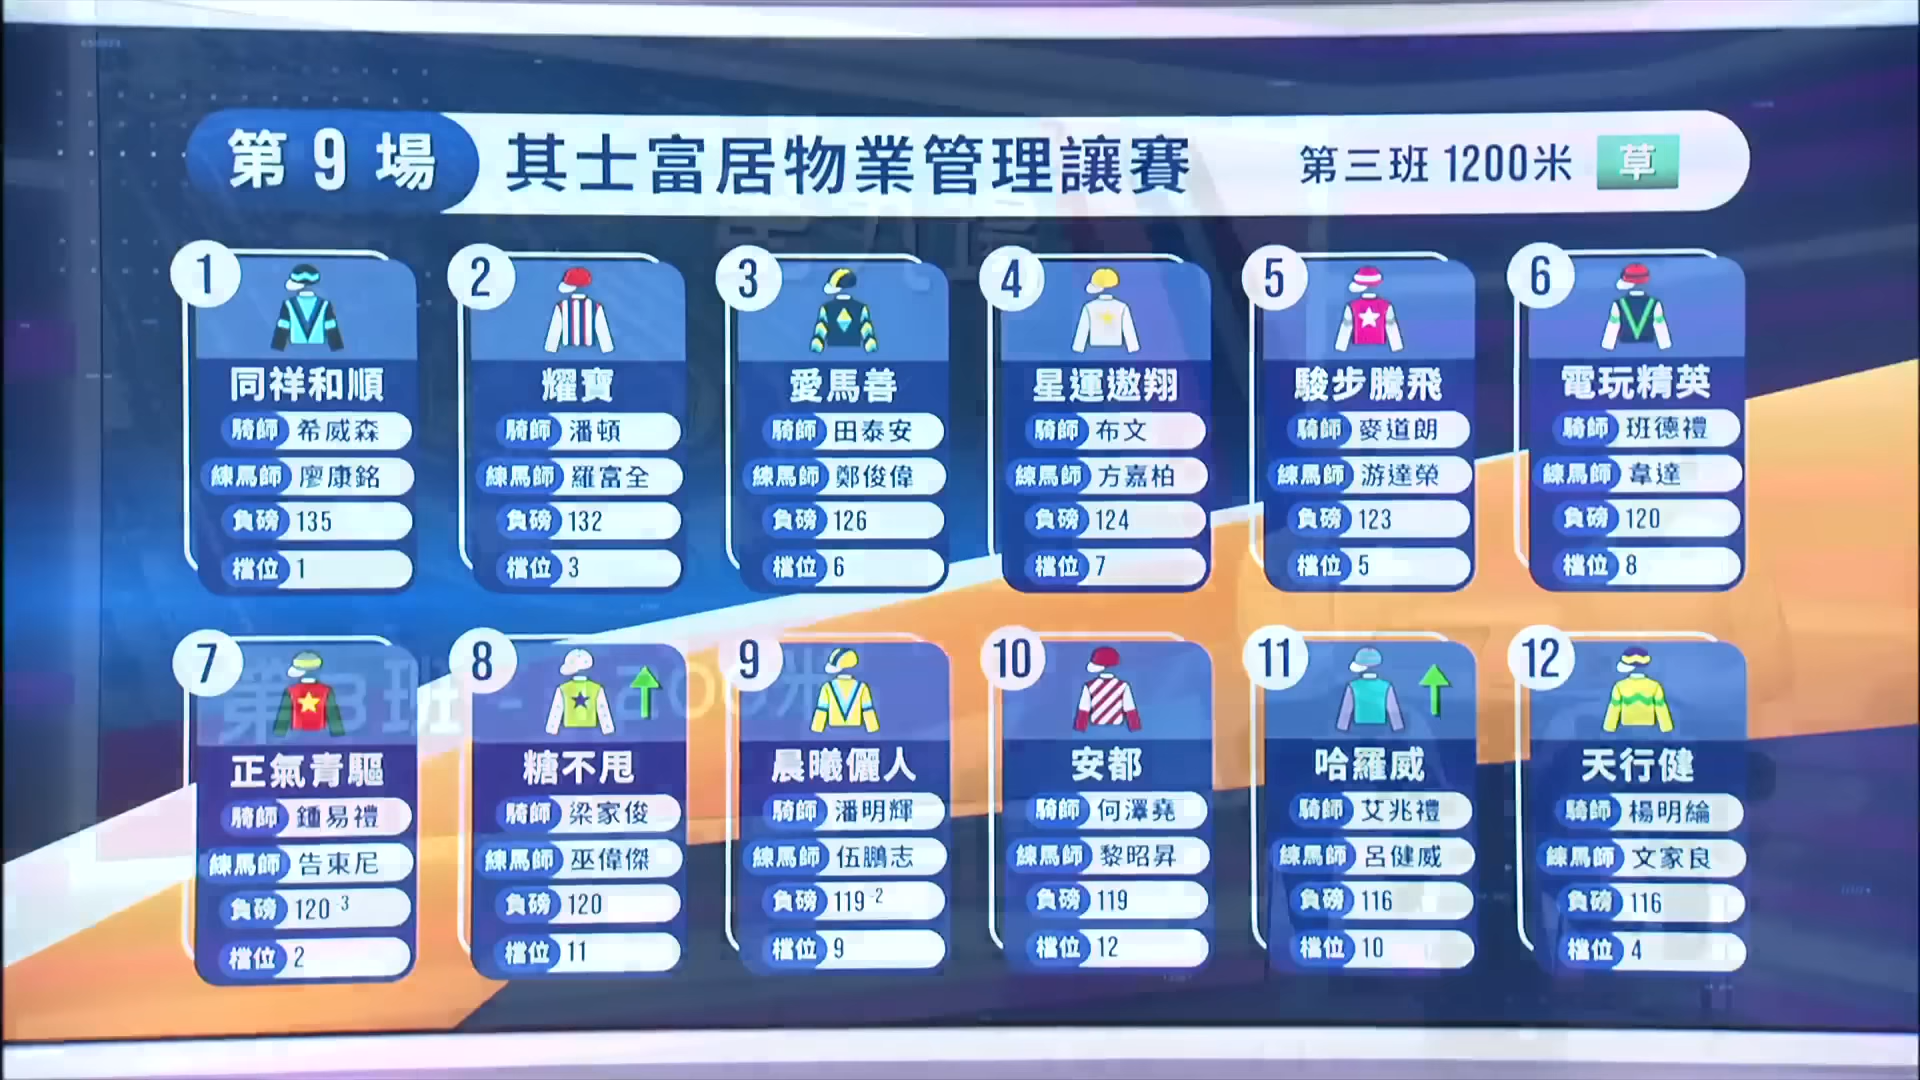 第 9 場 其士富居物業管理讓賽 第三班 1200米 草
1
同祥和順
騎師 希威森
練馬師 廖康銘
負磅 135
檔位 1
2
耀寶
騎師 潘頓
練馬師 羅富全
負磅 132
檔位 3
3
愛馬善
騎師 田泰安
練馬師 鄭俊偉
負磅 126
檔位 6
4
星運遨翔
騎師 布文
練馬師 方嘉柏
負磅 124
檔位 7
5
駿步騰飛
騎師 麥道朗
練馬師 游達榮
負磅 123
檔位 5
6
電玩精英
騎師 班德禮
練馬師 韋達
負磅 120
檔位 8
7
正氣青驅
騎師 鍾易禮
練馬師 告東尼
負磅 120 -3
檔位 2
8
糖不甩
騎師 梁家俊
練馬師 巫偉傑
負磅 120
檔位 11
9
晨曦儷人
騎師 潘明輝
練馬師 伍鵬志
負磅 119 -2
檔位 9
10
安都
騎師 何澤堯
練馬師 黎昭昇
負磅 119
檔位 12
11
哈羅威
騎師 艾兆禮
練馬師 呂健威
負磅 116
檔位 10
12
天行健
騎師 楊明綸
練馬師 文家良
負磅 116
檔位 4
第3班 - 1200米